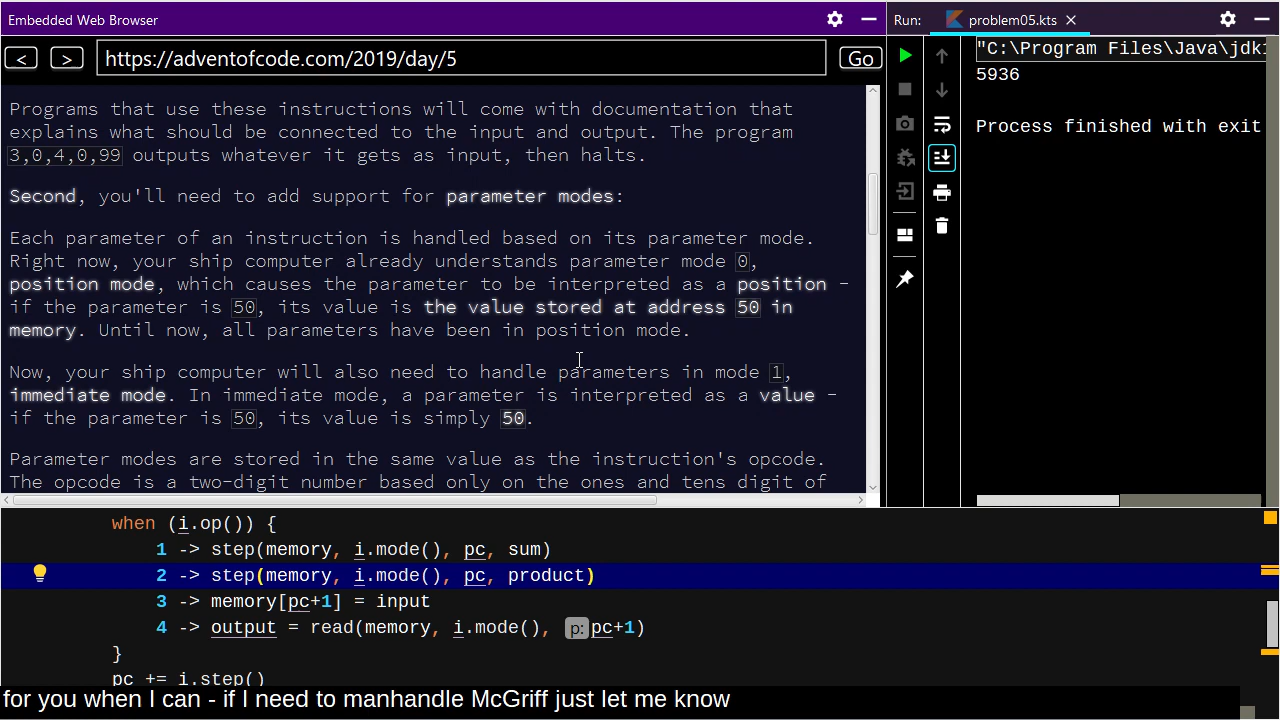 Embedded Web Browser
Run: problem05.kts
< > https://adventofcode.com/2019/day/5 Go
Programs that use these instructions will come with documentation that
explains what should be connected to the input and output. The program
3,0,4,0,99 outputs whatever it gets as input, then halts.
Second, you'll need to add support for parameter modes:
Each parameter of an instruction is handled based on its parameter mode.
Right now, your ship computer already understands parameter mode 0,
position mode, which causes the parameter to be interpreted as a position -
if the parameter is 50, its value is the value stored at address 50 in
memory. Until now, all parameters have been in position mode.
Now, your ship computer will also need to handle parameters in mode 1,
immediate mode. In immediate mode, a parameter is interpreted as a value -
if the parameter is 50, its value is simply 50.
Parameter modes are stored in the same value as the instruction's opcode.
The opcode is a two-digit number based only on the ones and tens digit of
"C:\Program Files\Java\jdk
5936
Process finished with exit
when (i.op()) {
1 -> step(memory, i.mode(), pc, sum)
2 -> step(memory, i.mode(), pc, product)
3 -> memory[pc+1] = input
4 -> output = read(memory, i.mode(), p: pc+1)
}
pc += i.step()
for you when I can - if I need to manhandle McGriff just let me know